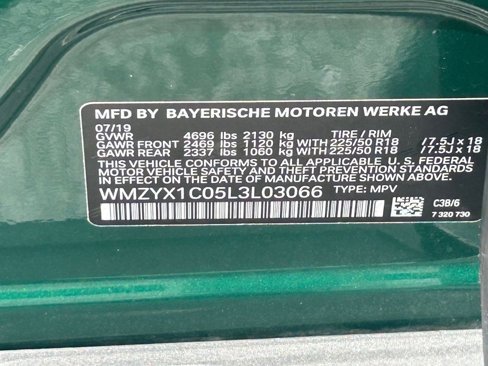 MFD BY BAYERISCHE MOTOREN WERKE AG
07/19
GVWR 4696 lbs 2130 kg TIRE / RIM
GAWR FRONT 2469 lbs 1120 kg WITH 225/50 R18 / 7.5J X 18
GAWR REAR 2337 lbs 1060 kg WITH 225/50 R18 / 7.5J X 18
THIS VEHICLE CONFORMS TO ALL APPLICABLE U. S. FEDERAL
MOTOR VEHICLE SAFETY AND THEFT PREVENTION STANDARDS IN
EFFECT ON THE DATE OF MANUFACTURE SHOWN ABOVE.
WMZYX1C05L3L03066 TYPE: MPV
C3B/6
7 320 730